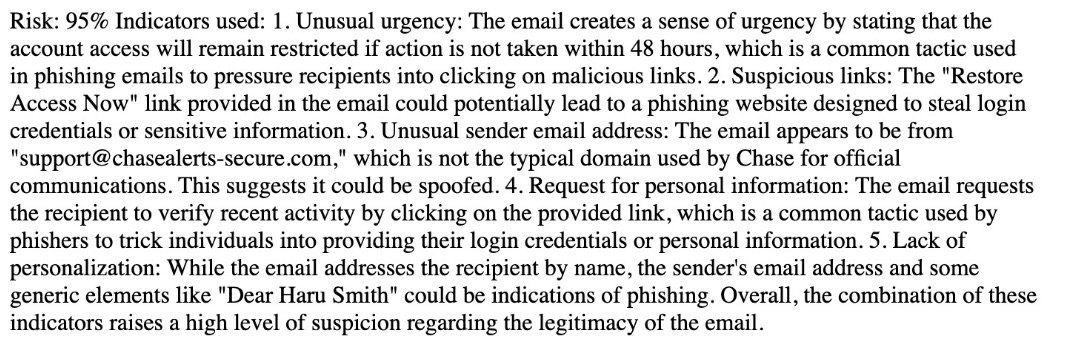 Risk: 95% Indicators used: 1. Unusual urgency: The email creates a sense of urgency by stating that the
account access will remain restricted if action is not taken within 48 hours, which is a common tactic used
in phishing emails to pressure recipients into clicking on malicious links. 2. Suspicious links: The "Restore
Access Now" link provided in the email could potentially lead to a phishing website designed to steal login
credentials or sensitive information. 3. Unusual sender email address: The email appears to be from
"support@chasealerts-secure.com," which is not the typical domain used by Chase for official
communications. This suggests it could be spoofed. 4. Request for personal information: The email requests
the recipient to verify recent activity by clicking on the provided link, which is a common tactic used by
phishers to trick individuals into providing their login credentials or personal information. 5. Lack of
personalization: While the email addresses the recipient by name, the sender's email address and some
generic elements like "Dear Haru Smith" could be indications of phishing. Overall, the combination of these
indicators raises a high level of suspicion regarding the legitimacy of the email.